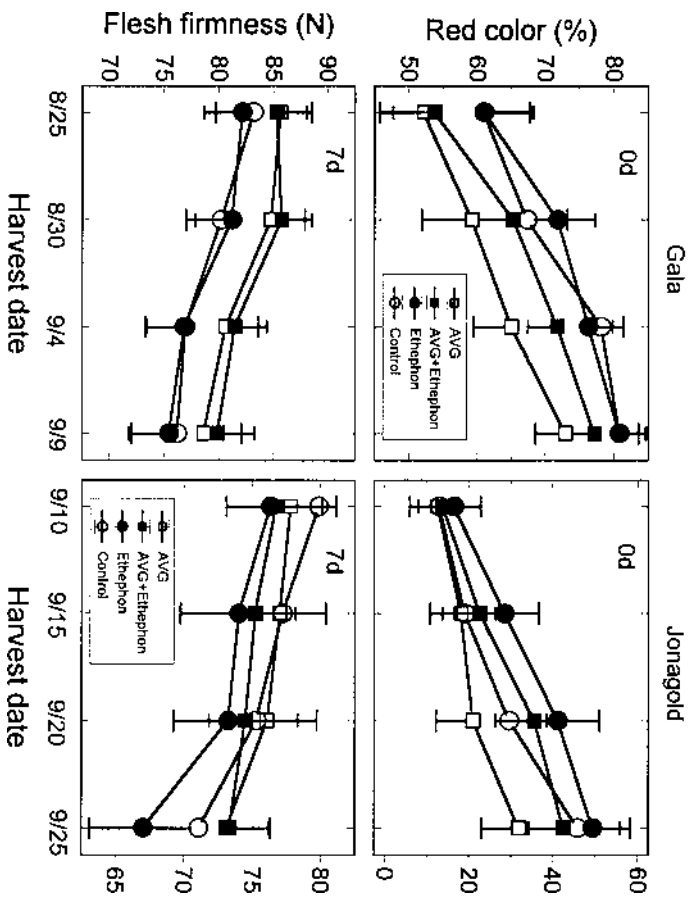 Gala
Jonagold
Red color (%)
50 60 70 80
0d
AVG
AVG+Ethephon
Ethephon
Control
0d
0 20 40 60
Flesh firmness (N)
70 75 80 85 90
7d
7d
AVG
AVG+Ethephon
Ethephon
Control
65 70 75 80
8/25 8/30 9/4 9/9
9/10 9/15 9/20 9/25
Harvest date
Harvest date